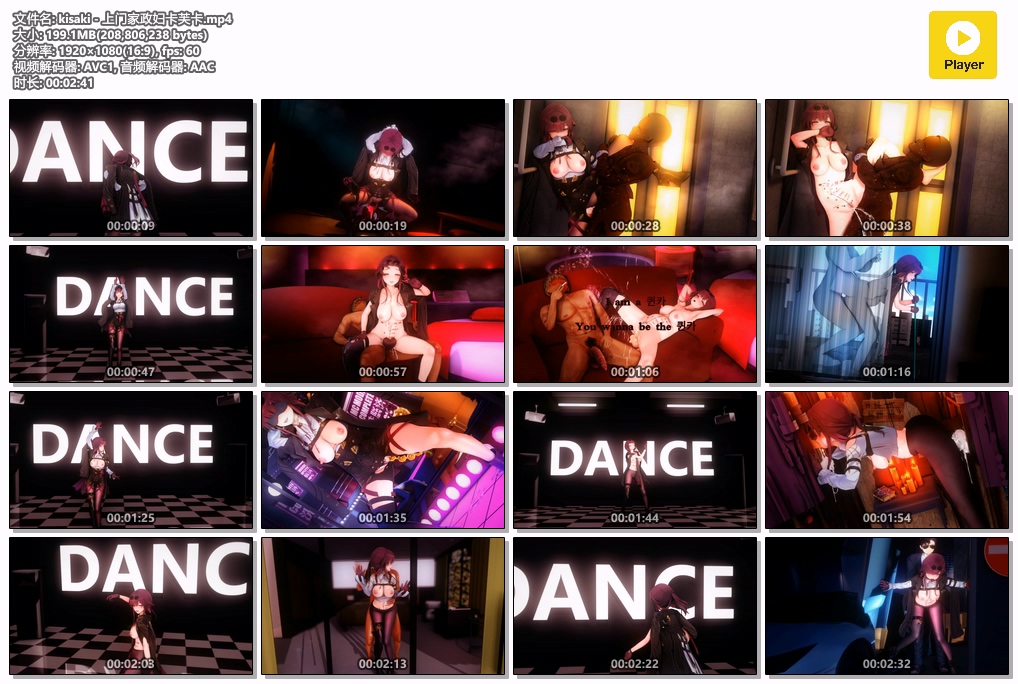 文件名: kisaki - 上门家政妇卡芙卡.mp4
大小: 199.1MB(208,806,238 bytes)
分辨率: 1920×1080(16:9), fps: 60
视频解码器: AVC1, 音频解码器: AAC
时长: 00:02:41
Player
DANCE
00:00:09
00:00:19
00:00:28
00:00:38
DANCE
00:00:47
00:00:57
I am a 퀸카
You wanna be the 퀸카
00:01:06
00:01:16
DANCE
00:01:25
00:01:35
DANCE
00:01:44
00:01:54
DANC
00:02:03
00:02:13
DANCE
00:02:22
00:02:32